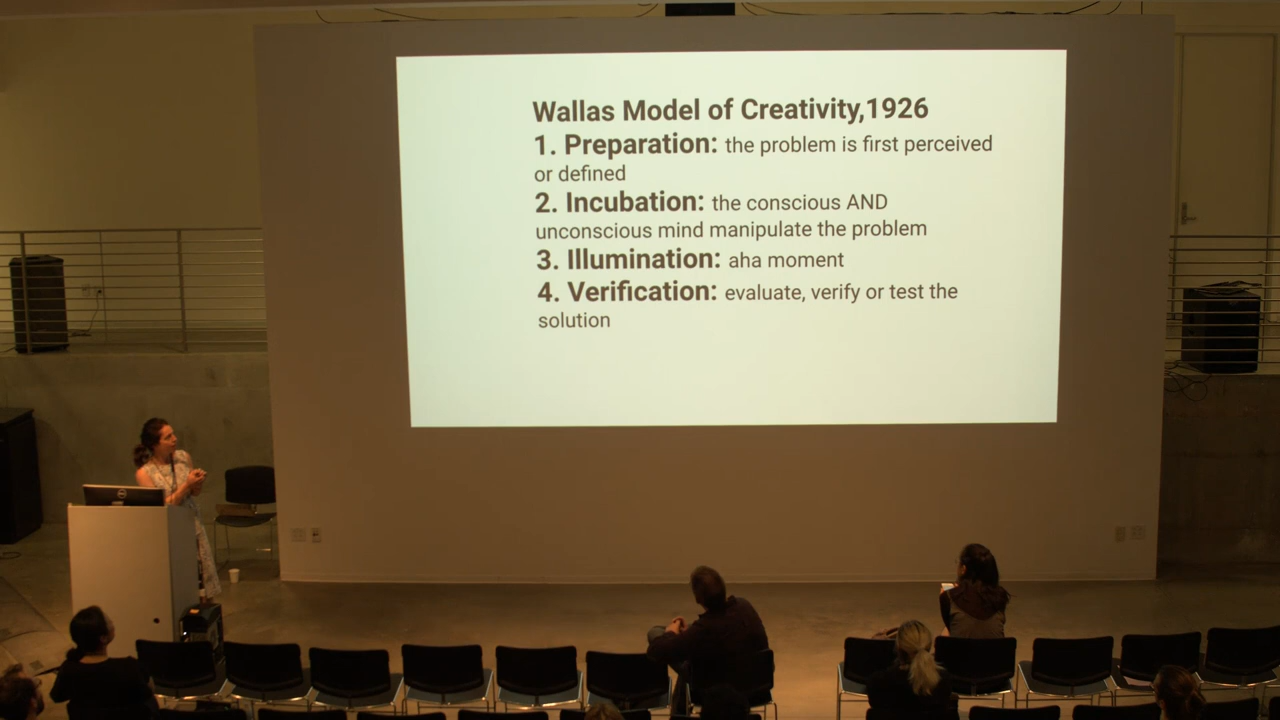 Wallas Model of Creativity,1926
1. Preparation: the problem is first perceived
or defined
2. Incubation: the conscious AND
unconscious mind manipulate the problem
3. Illumination: aha moment
4. Verification: evaluate, verify or test the
solution